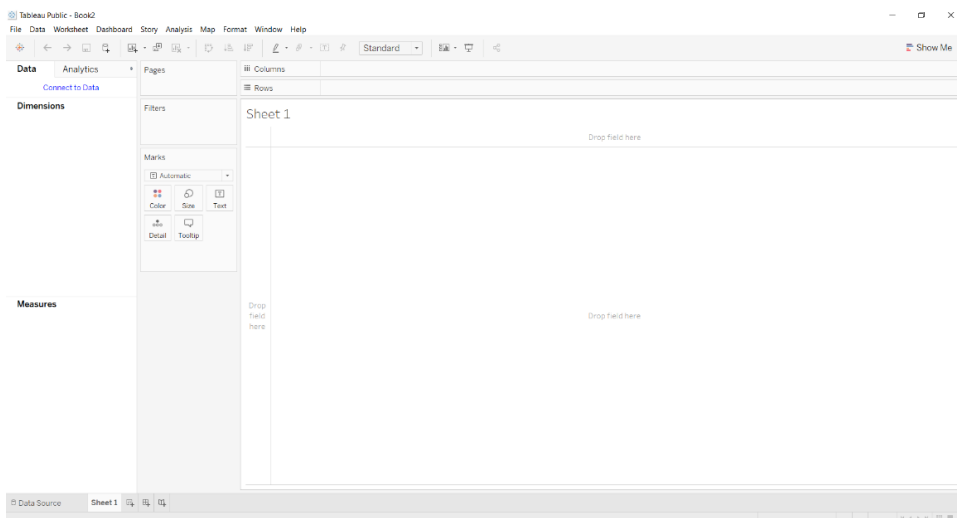 Tableau Public - Book2
File Data Worksheet Dashboard Story Analysis Map Format Window Help
Standard
Show Me
Data Analytics
Pages
Columns
Connect to Data
Rows
Dimensions
Filters
Sheet 1
Drop field here
Marks
Automatic
Color Size Text
Detail Tooltip
Measures
Drop
field
here
Drop field here
Data Source Sheet 1